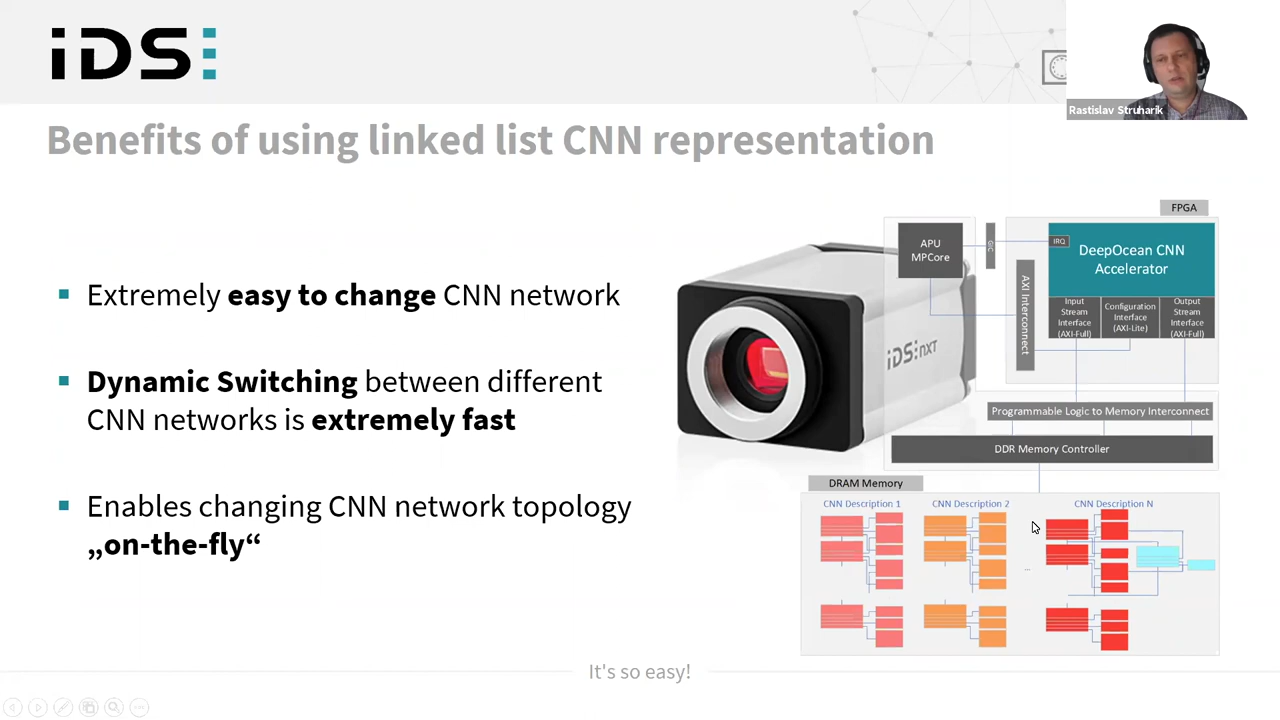 iDS
Rastislav Struharik
Benefits of using linked list CNN representation
Extremely easy to change CNN network
Dynamic Switching between different
CNN networks is extremely fast
Enables changing CNN network topology
„on-the-fly“
iDS:nxt
FPGA
APU
MPCore
GIC
IRQ
DeepOcean CNN
Accelerator
AXI Interconnect
Input
Stream
Interface
(AXI-Full)
Configuration
Interface
(AXI-Lite)
Output
Stream
Interface
(AXI-Full)
Programmable Logic to Memory Interconnect
DDR Memory Controller
DRAM Memory
CNN Description 1
CNN Description 2
CNN Description N
...
It's so easy!